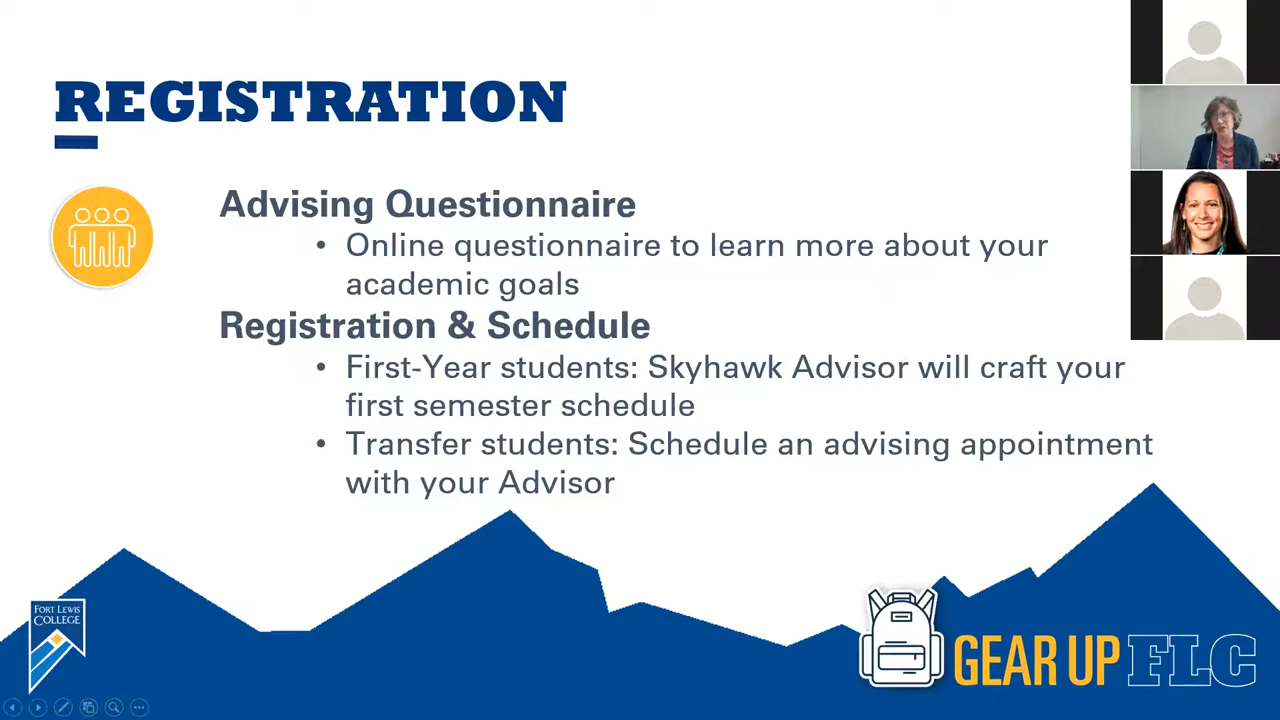 REGISTRATION
Advising Questionnaire
• Online questionnaire to learn more about your
academic goals
Registration & Schedule
• First-Year students: Skyhawk Advisor will craft your
first semester schedule
• Transfer students: Schedule an advising appointment
with your Advisor
FORT LEWIS
COLLEGE
GEAR UP FLC